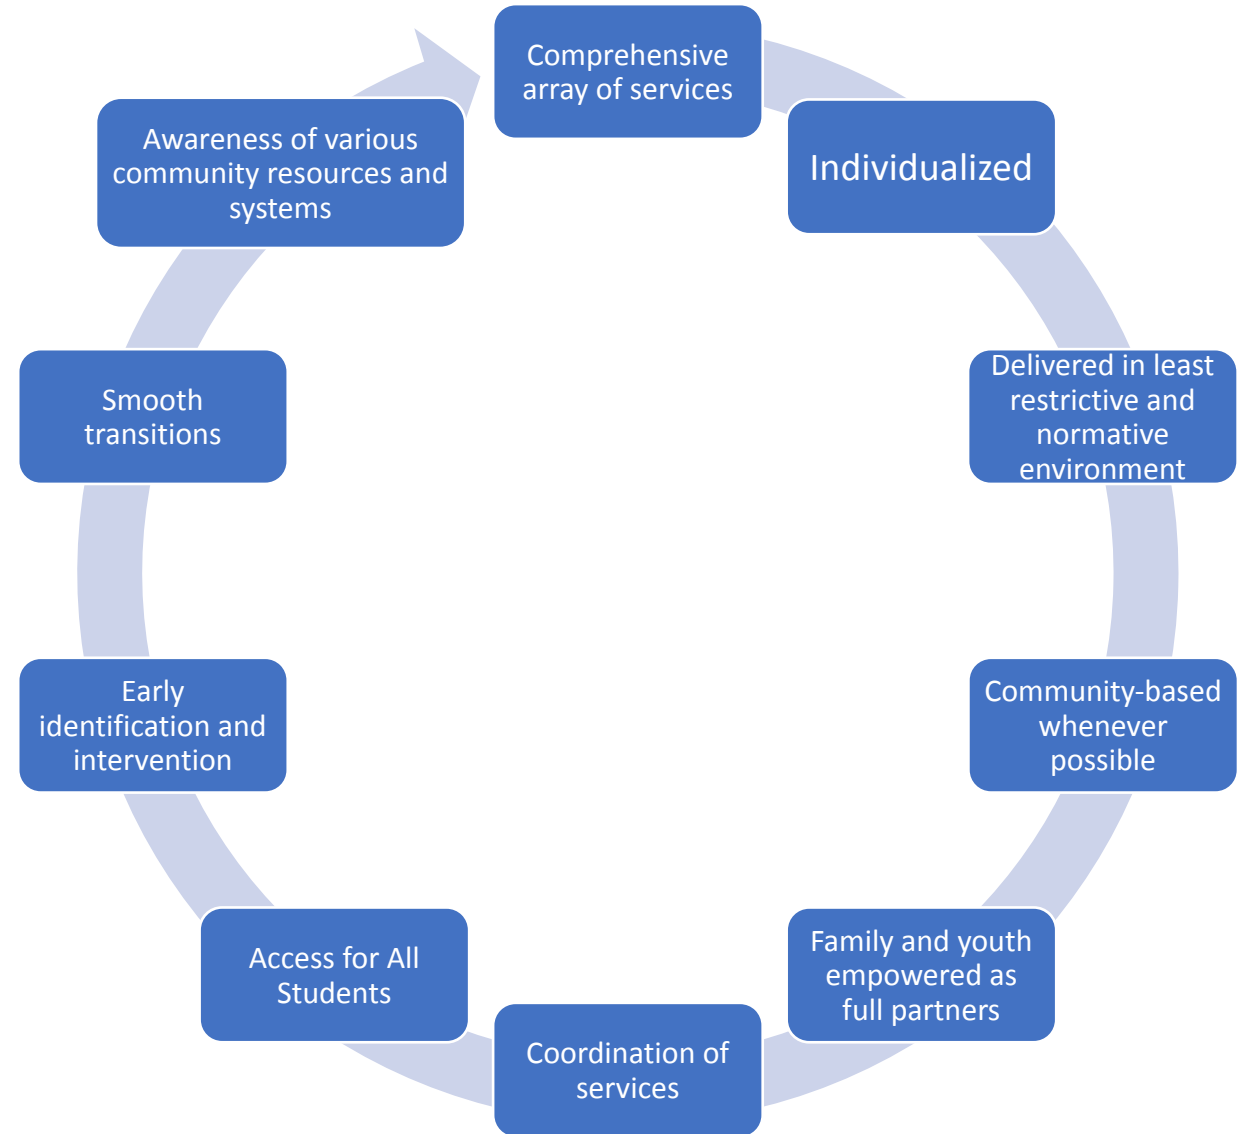 Comprehensive
array of services
Individualized
Delivered in least
restrictive and
normative
environment
Community-based
whenever
possible
Family and youth
empowered as
full partners
Coordination of
services
Access for All
Students
Early
identification and
intervention
Smooth
transitions
Awareness of various
community resources and
systems